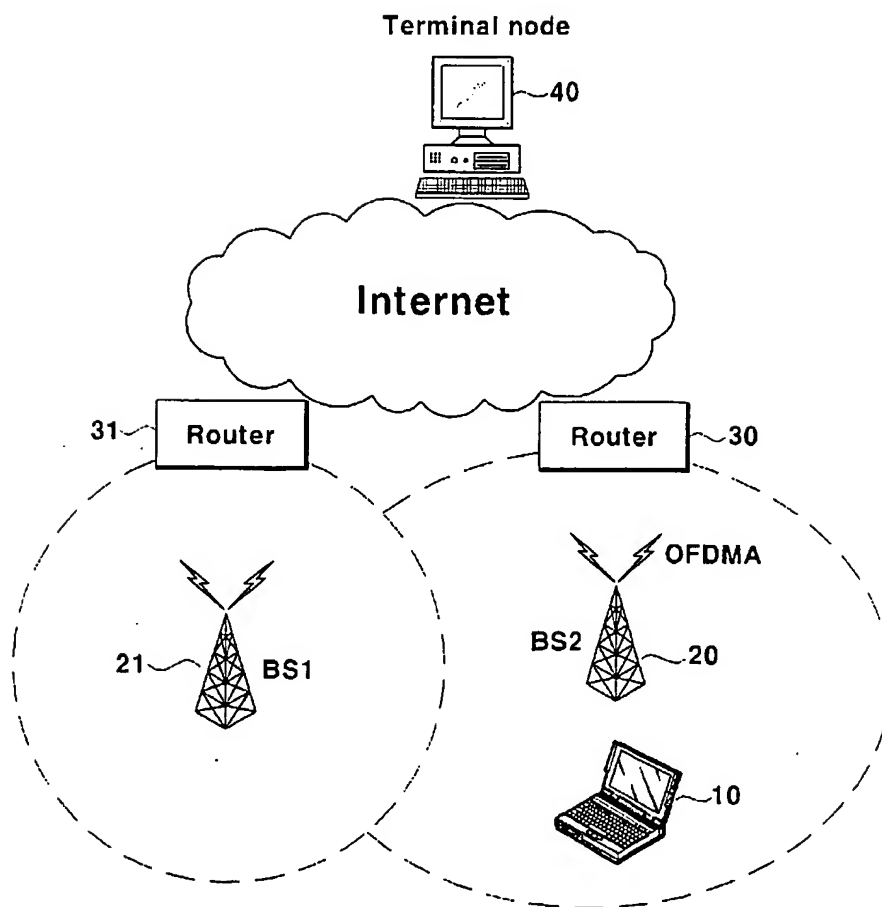 Terminal node
40
Internet
31 Router
Router 30
OFDMA
21 BS1
BS2 20
10